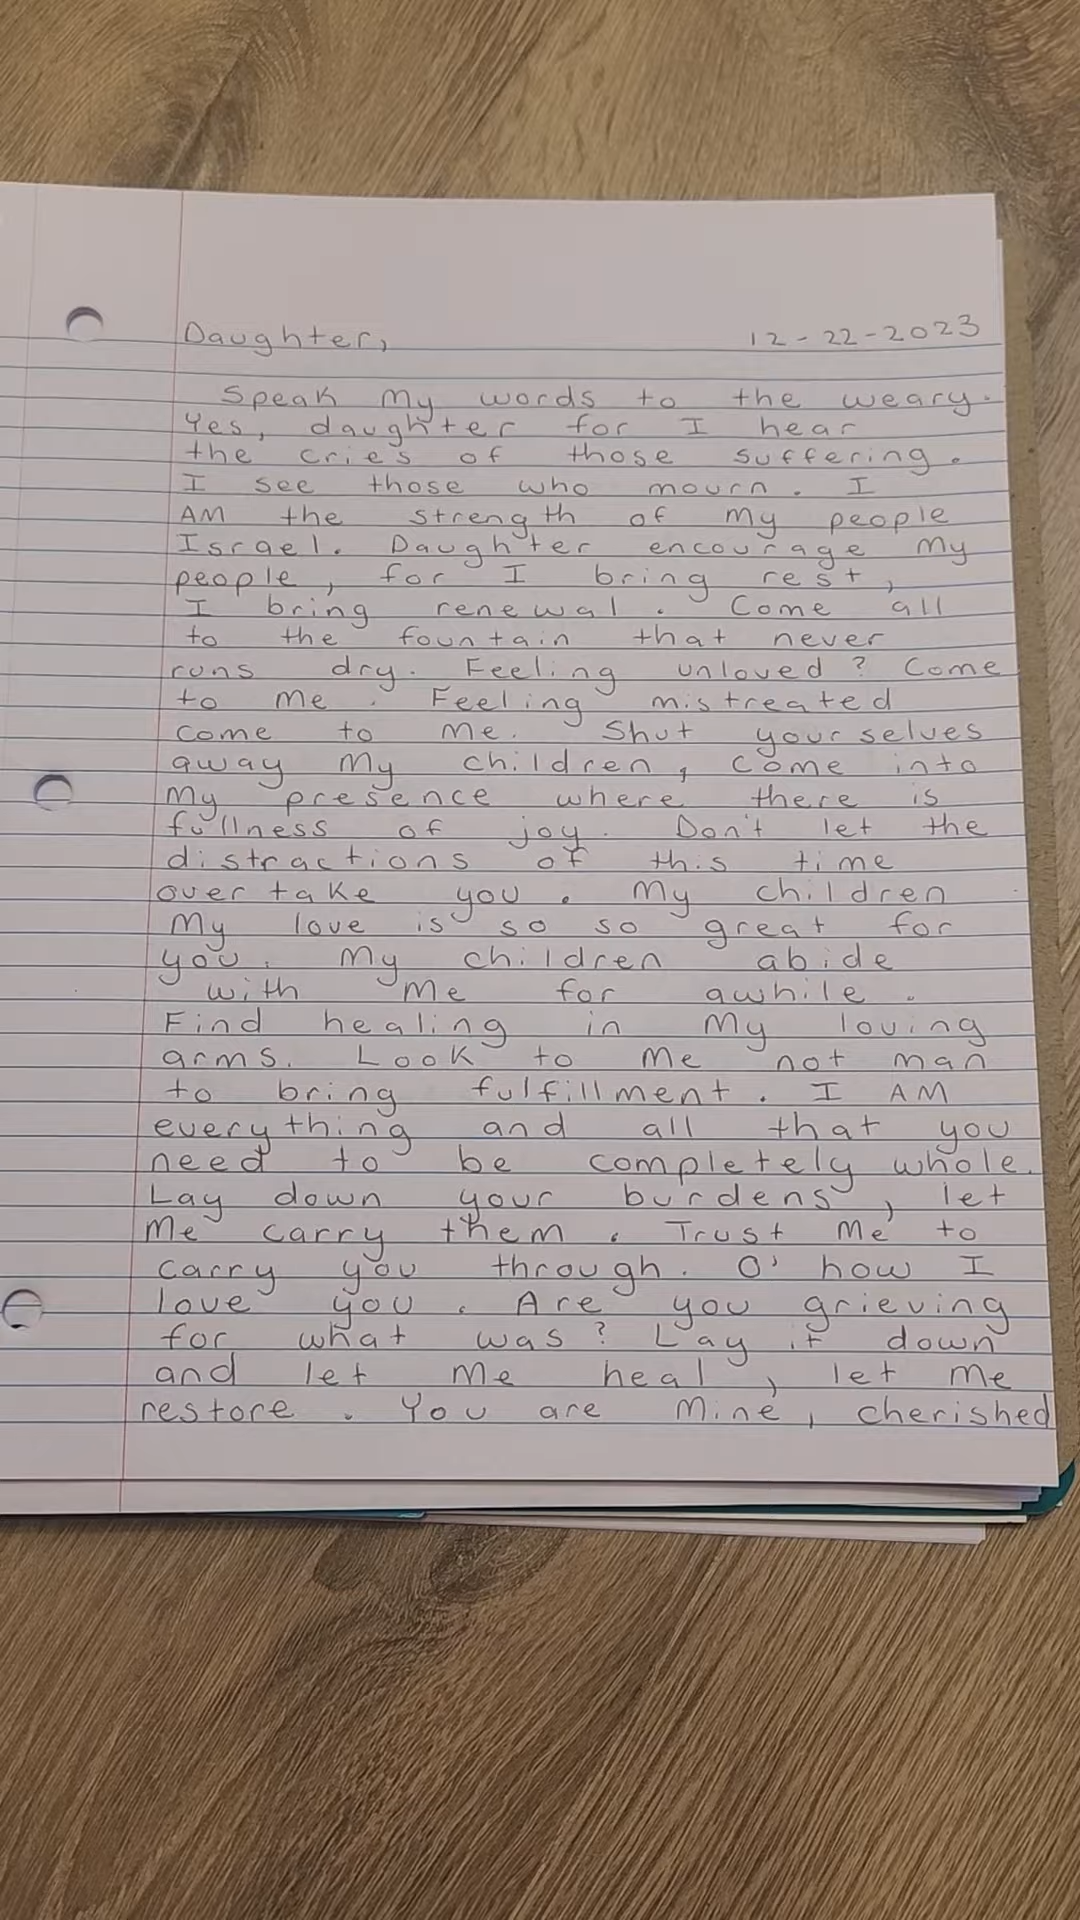 Daughter, 12-22-2023
Speak My words to the weary.
Yes, daughter for I hear
the cries of those suffering.
I see those who mourn. I
AM the strength of My people
Israel. Daughter encourage My
people, for I bring rest,
I bring renewal. Come all
to the fountain that never
runs dry. Feeling unloved? Come
to Me. Feeling mistreated
come to Me. Shut yourselves
away My children, come into
My presence where there is
fullness of joy. Don't let the
distractions of this time
overtake you. My children
My love is so so great for
you. My children abide
with Me for awhile.
Find healing in My loving
arms. Look to Me not man
to bring fulfillment. I AM
everything and all that you
need to be completely whole.
Lay down your burdens, let
Me carry them. Trust Me to
carry you through. O' how I
love you. Are you grieving
for what was? Lay it down
and let Me heal, let Me
restore. You are Mine, cherished